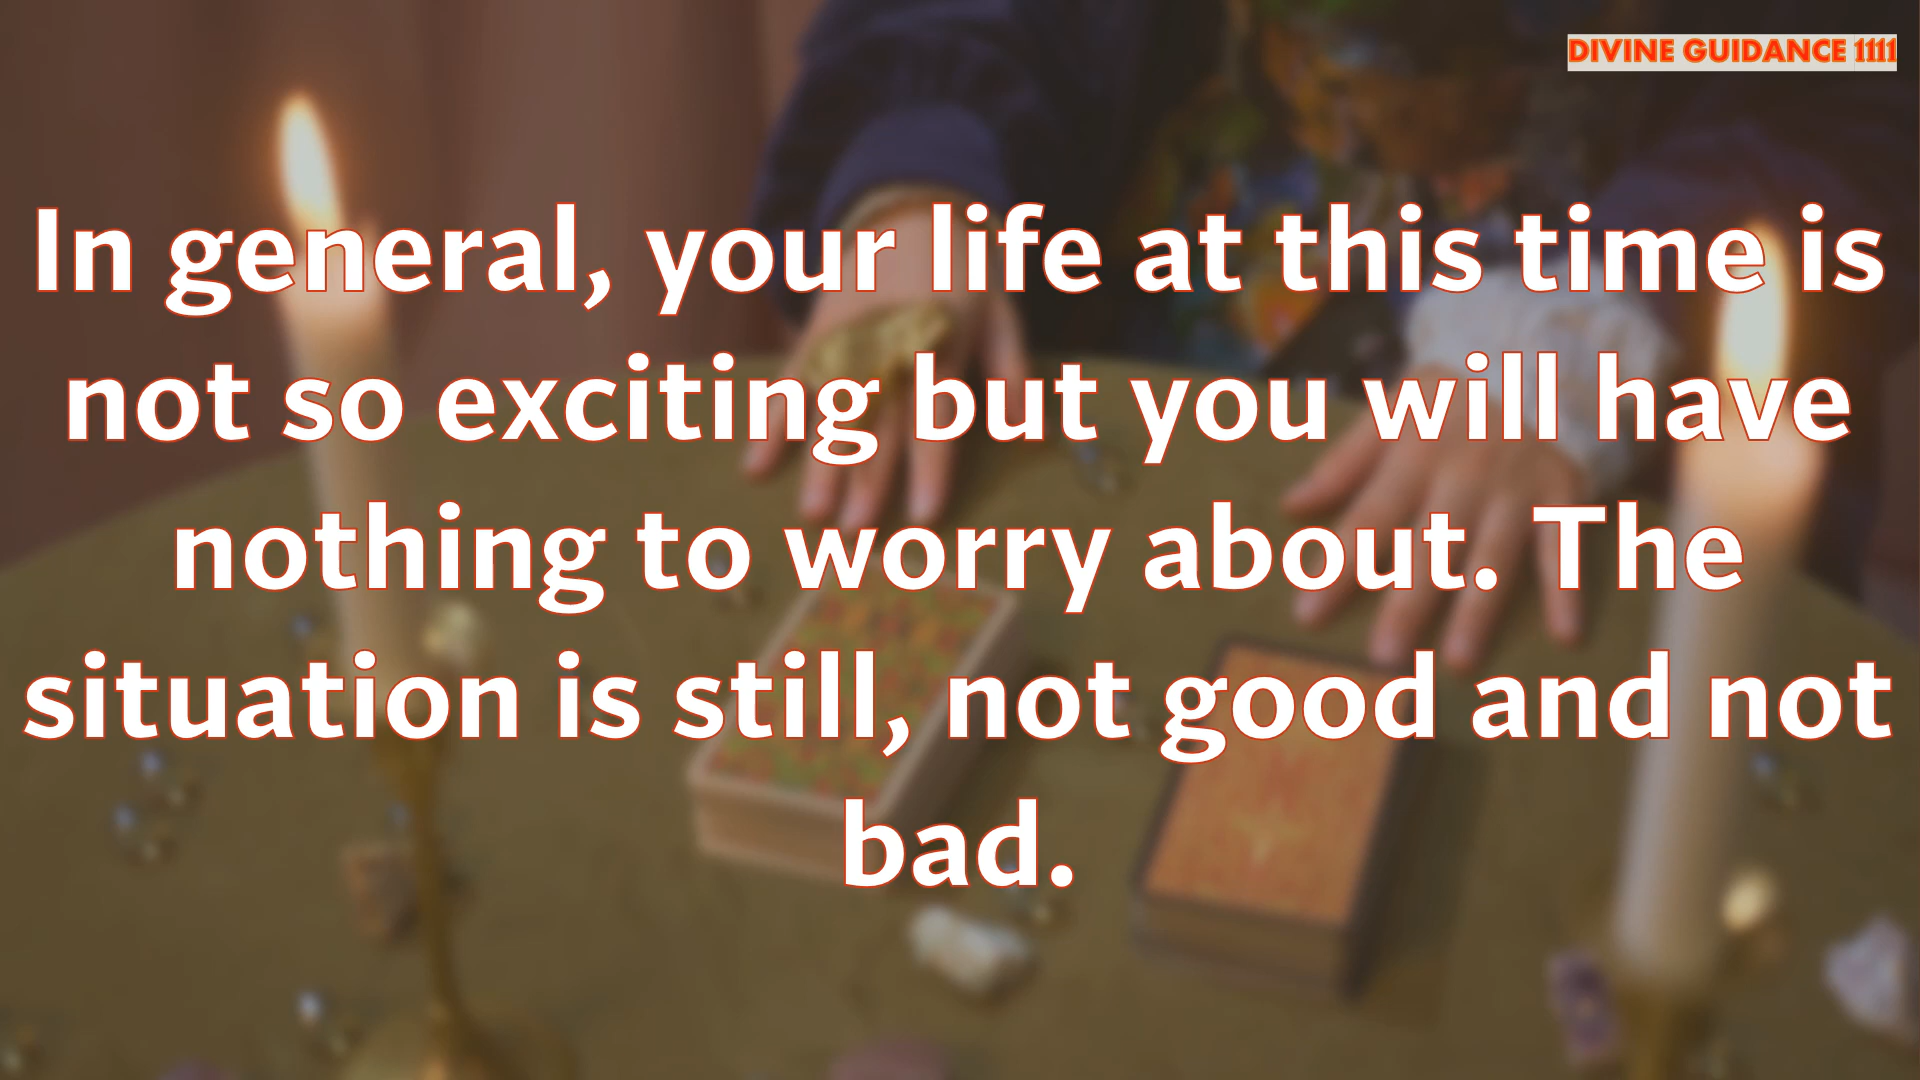 DIVINE GUIDANCE 1111
In general, your life at this time is
not so exciting but you will have
nothing to worry about. The
situation is still, not good and not
bad.